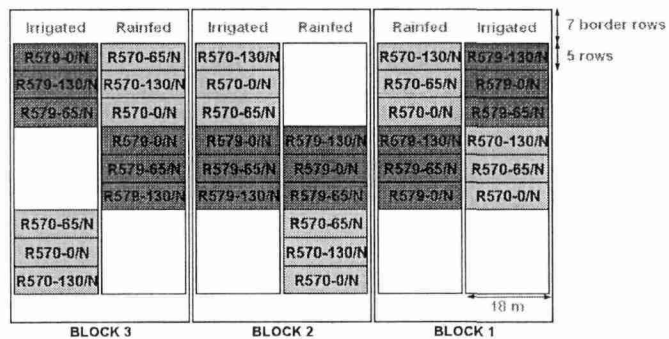 Irrigated Rainfed Irrigated Rainfed Rainfed Irrigated 7 border rows
R579-0/N R570-65/N R570-130/N R570-130/N R579-130/N 5 rows
R579-130/N R570-130/N R570-0/N R570-65/N R579-0/N
R579-65/N R570-0/N R570-65/N R570-0/N R579-65/N
R579-0/N R579-0/N R579-130/N R579-130/N R570-130/N
R579-65/N R579-65/N R579-0/N R579-65/N R570-65/N
R579-130/N R579-130/N R579-65/N R579-0/N R570-0/N
R570-65/N R570-65/N
R570-0/N R570-130/N
R570-130/N R570-0/N
18 m
BLOCK 3 BLOCK 2 BLOCK 1